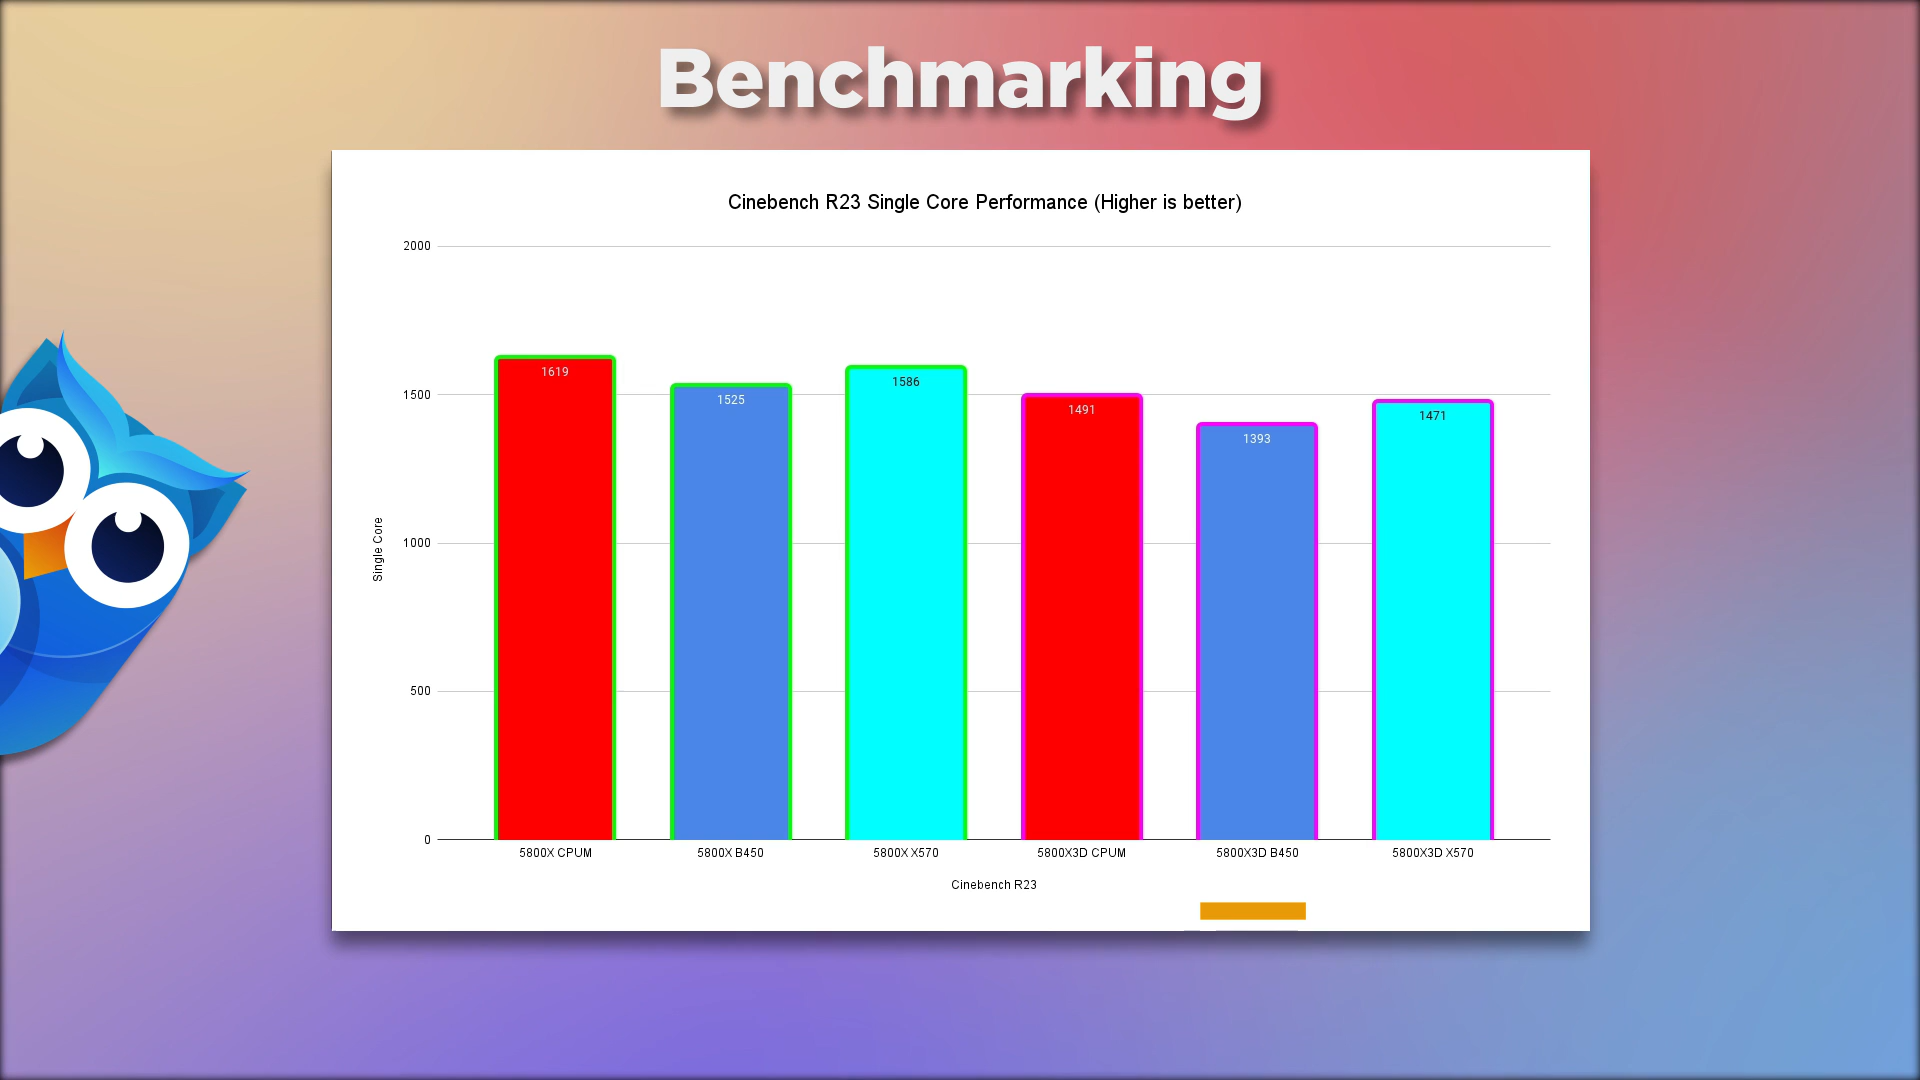 Benchmarking
Cinebench R23 Single Core Performance (Higher is better)
2000
1500
1000
500
0
Single Core
1619
1525
1586
1491
1393
1471
5800X CPUM
5800X B450
5800X X570
5800X3D CPUM
5800X3D B450
5800X3D X570
Cinebench R23